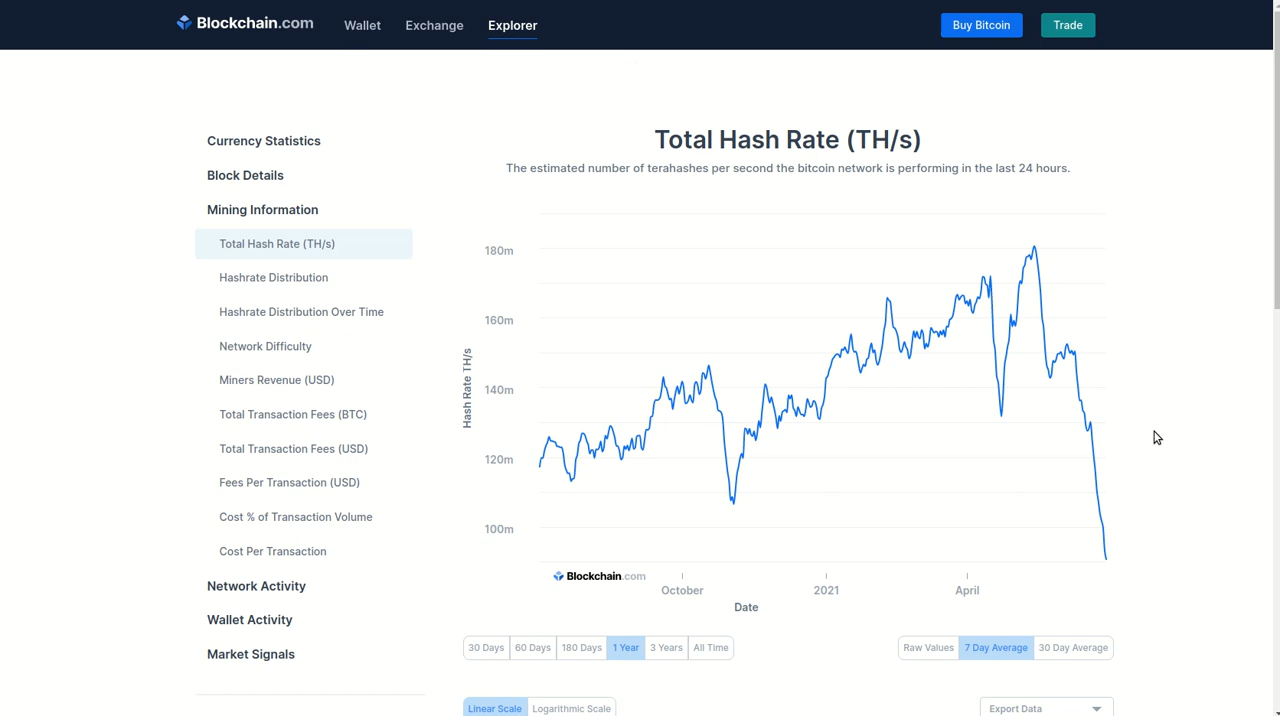 Blockchain.com Wallet Exchange Explorer Buy Bitcoin Trade
Currency Statistics
Block Details
Mining Information
Total Hash Rate (TH/s)
Hashrate Distribution
Hashrate Distribution Over Time
Network Difficulty
Miners Revenue (USD)
Total Transaction Fees (BTC)
Total Transaction Fees (USD)
Fees Per Transaction (USD)
Cost % of Transaction Volume
Cost Per Transaction
Network Activity
Wallet Activity
Market Signals
Total Hash Rate (TH/s)
The estimated number of terahashes per second the bitcoin network is performing in the last 24 hours.
Hash Rate TH/s
180m
160m
140m
120m
100m
Blockchain.com
October 2021 April
Date
30 Days 60 Days 180 Days 1 Year 3 Years All Time
Raw Values 7 Day Average 30 Day Average
Linear Scale Logarithmic Scale
Export Data